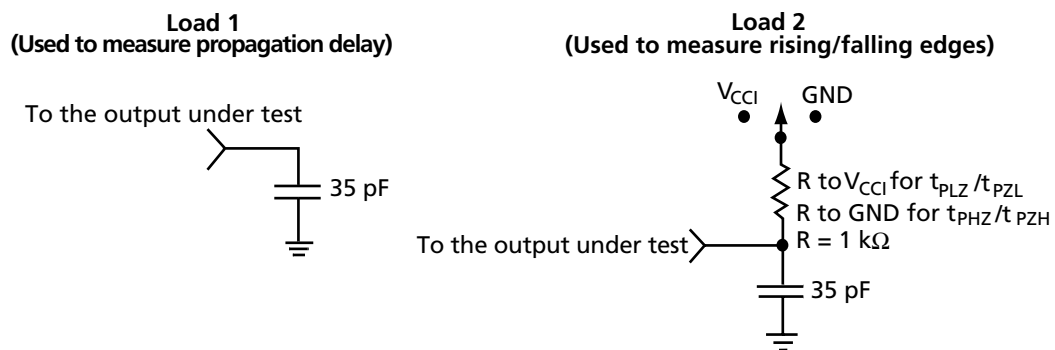 Load 1
(Used to measure propagation delay)
To the output under test
35 pF
Load 2
(Used to measure rising/falling edges)
VCCI
GND
R to VCCI for tPLZ/tPZL
R to GND for tPHZ/tPZH
R = 1 kΩ
To the output under test
35 pF